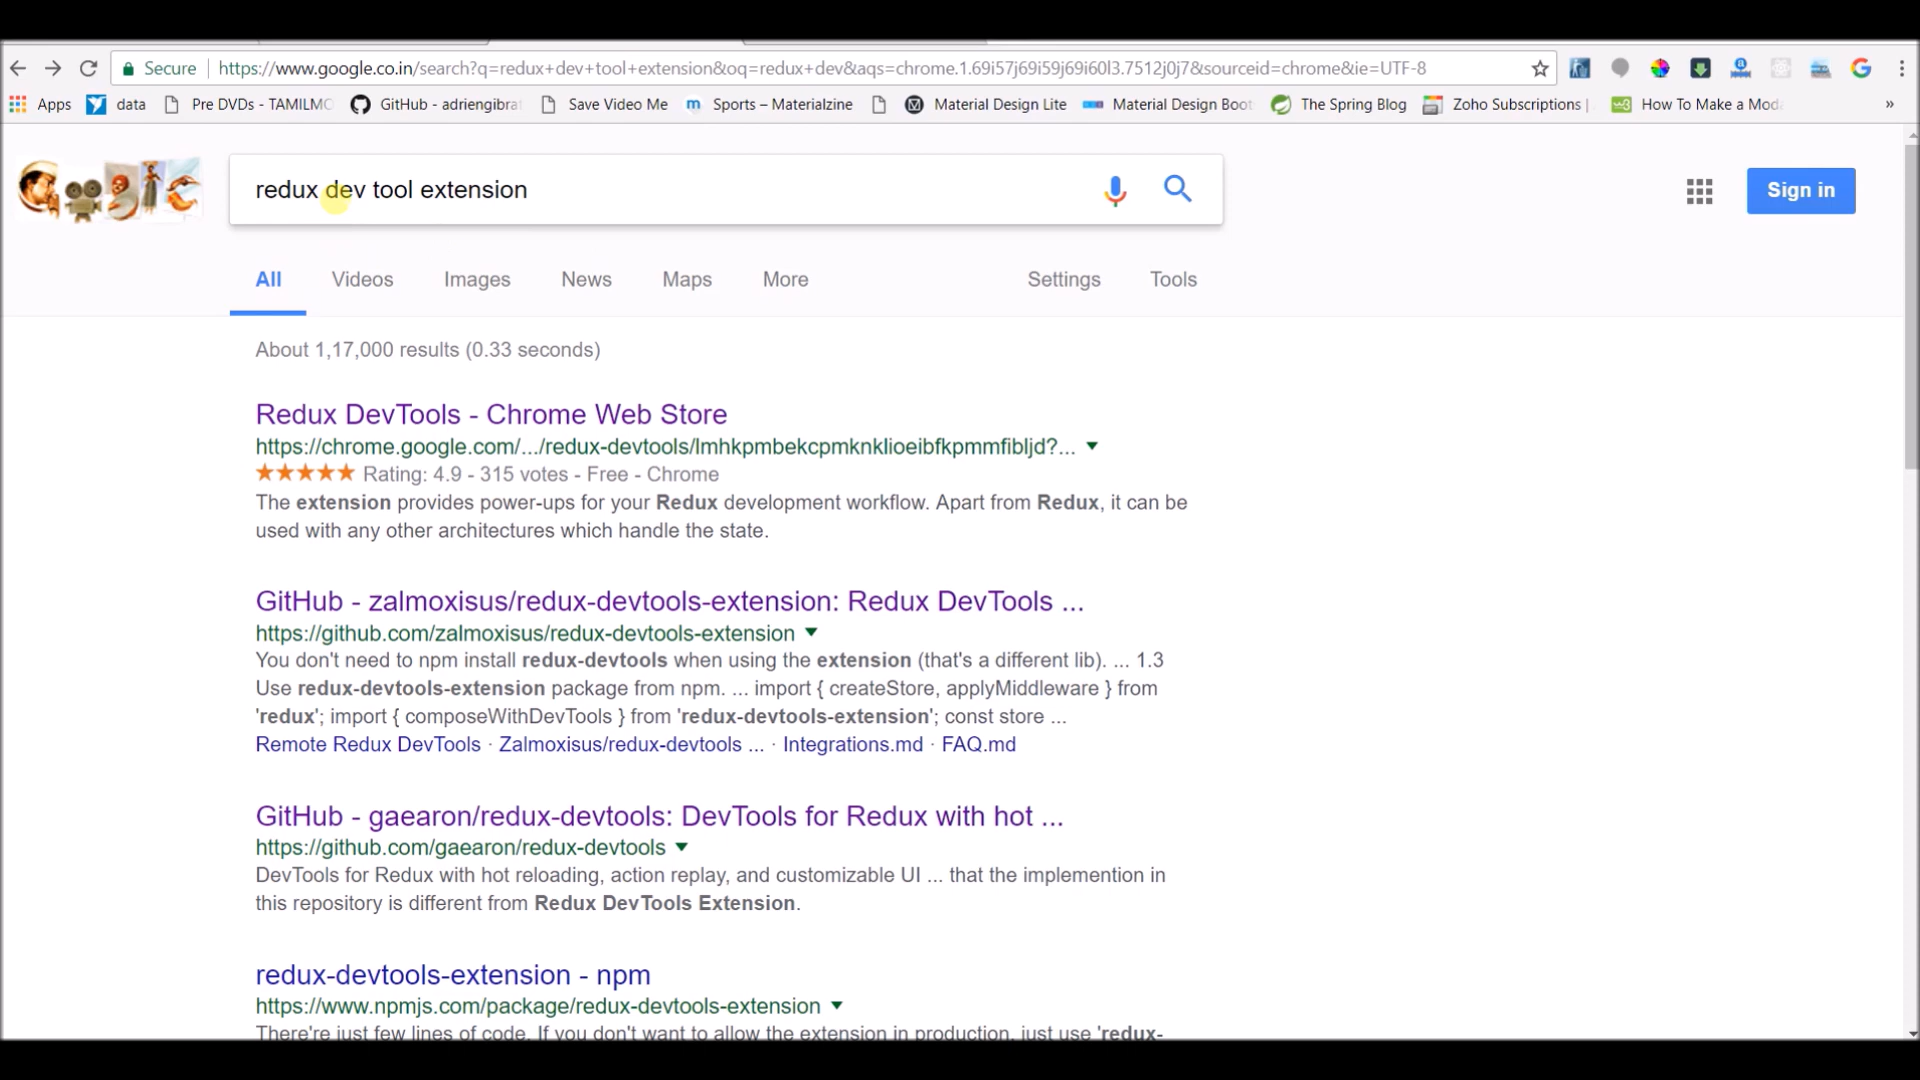 Secure https://www.google.co.in/search?q=redux+dev+tool+extension&oq=redux+dev&aqs=chrome.1.69i57j69i59j69i60l3.7512j0j7&sourceid=chrome&ie=UTF-8
Apps data Pre DVDs - TAMILMO GitHub - adriengibrat Save Video Me Sports – Materialzine Material Design Lite Material Design Boot The Spring Blog Zoho Subscriptions | How To Make a Moda »
redux dev tool extension
Sign in
All Videos Images News Maps More Settings Tools
About 1,17,000 results (0.33 seconds)
Redux DevTools - Chrome Web Store
https://chrome.google.com/.../redux-devtools/lmhkpmbekcpmknklioeibfkpmmfibljd?...
Rating: 4.9 - 315 votes - Free - Chrome
The extension provides power-ups for your Redux development workflow. Apart from Redux, it can be
used with any other architectures which handle the state.
GitHub - zalmoxisus/redux-devtools-extension: Redux DevTools ...
https://github.com/zalmoxisus/redux-devtools-extension
You don't need to npm install redux-devtools when using the extension (that's a different lib). ... 1.3
Use redux-devtools-extension package from npm. ... import { createStore, applyMiddleware } from
'redux'; import { composeWithDevTools } from 'redux-devtools-extension'; const store ...
Remote Redux DevTools · Zalmoxisus/redux-devtools ... · Integrations.md · FAQ.md
GitHub - gaearon/redux-devtools: DevTools for Redux with hot ...
https://github.com/gaearon/redux-devtools
DevTools for Redux with hot reloading, action replay, and customizable UI ... that the implemention in
this repository is different from Redux DevTools Extension.
redux-devtools-extension - npm
https://www.npmjs.com/package/redux-devtools-extension
There're just few lines of code. If you don't want to allow the extension in production, just use 'redux-